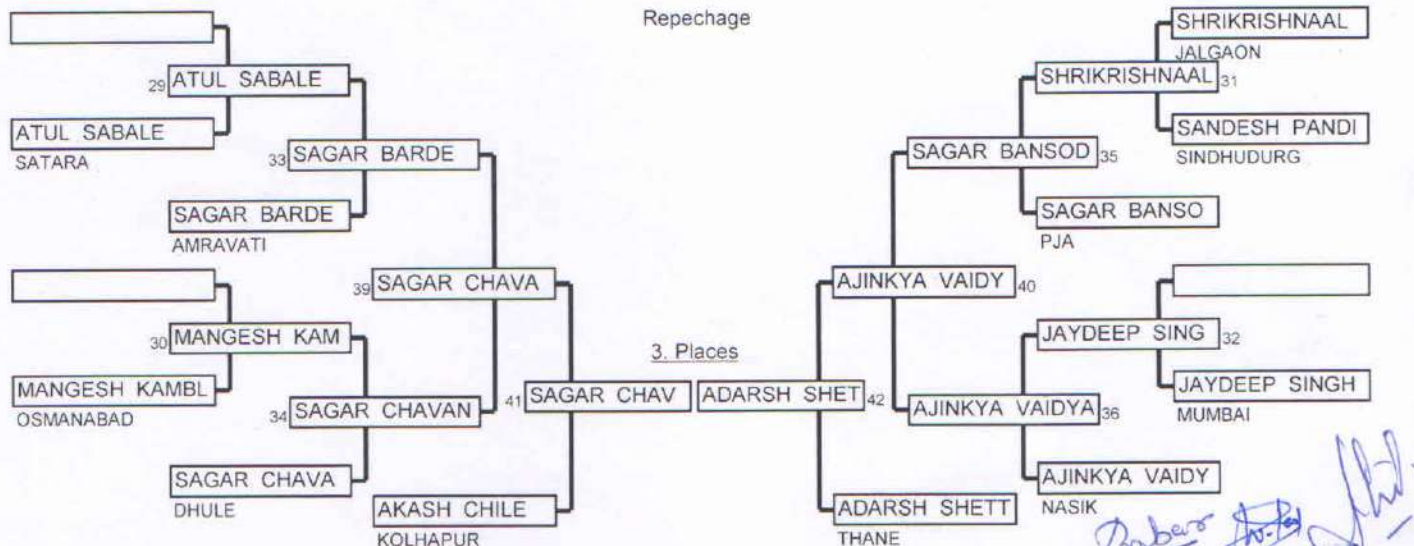 Repechage
29 ATUL SABALE
ATUL SABALE
SATARA
33 SAGAR BARDE
SAGAR BARDE
AMRAVATI
39 SAGAR CHAVA
30 MANGESH KAM
MANGESH KAMBL
OSMANABAD
34 SAGAR CHAVAN
SAGAR CHAVA
DHULE
41 SAGAR CHAV
AKASH CHILE
KOLHAPUR
3. Places
SHRIKRISHNAAL
JALGAON
SHRIKRISHNAAL 31
SANDESH PANDI
SINDHUDURG
SAGAR BANSOD 35
SAGAR BANSO
PJA
AJINKYA VAIDY 40
JAYDEEP SING 32
JAYDEEP SINGH
MUMBAI
ADARSH SHET 42
AJINKYA VAIDYA 36
AJINKYA VAIDY
NASIK
ADARSH SHETT
THANE